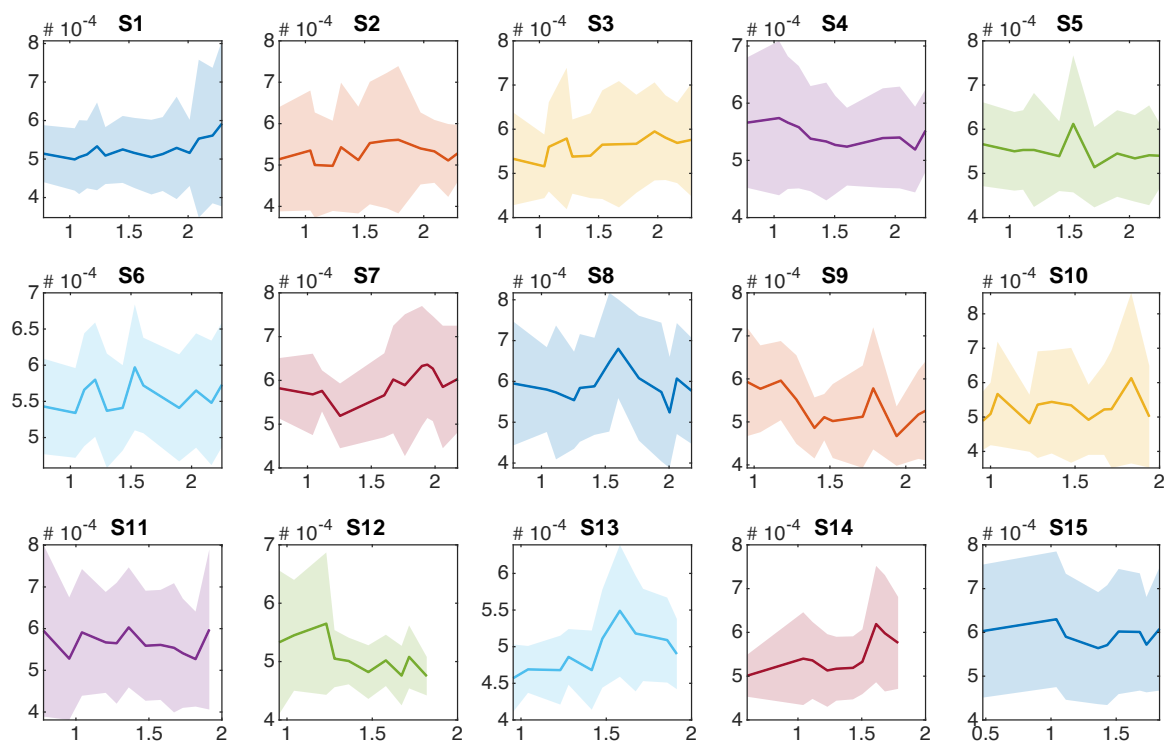 # 10^-4 S1 # 10^-4 S2 # 10^-4 S3 # 10^-4 S4 # 10^-4 S5
8 8 8 7 8
7 7 7 7
6 6 6 6 6
5 5 5 5 5
4 4 4 4 4
1 1.5 2 1 1.5 2 1 1.5 2 1 1.5 2 1 1.5 2
# 10^-4 S6 # 10^-4 S7 # 10^-4 S8 # 10^-4 S9 # 10^-4 S10
7 8 8 8 8
6.5 7 7 7 7
6 6 6 6 6
5.5 5 5 5 5
5 4 4 4 4
1 1.5 2 1 1.5 2 1 1.5 2 1 1.5 2 1 1.5 2
# 10^-4 S11 # 10^-4 S12 # 10^-4 S13 # 10^-4 S14 # 10^-4 S15
8 7 6 8 8
7 6 5.5 7 7
6 5 5 6 6
5 4 4.5 5 5
4 4 4 4
1 1.5 2 1 1.5 2 1 1.5 2 1 1.5 2 0.5 1 1.5